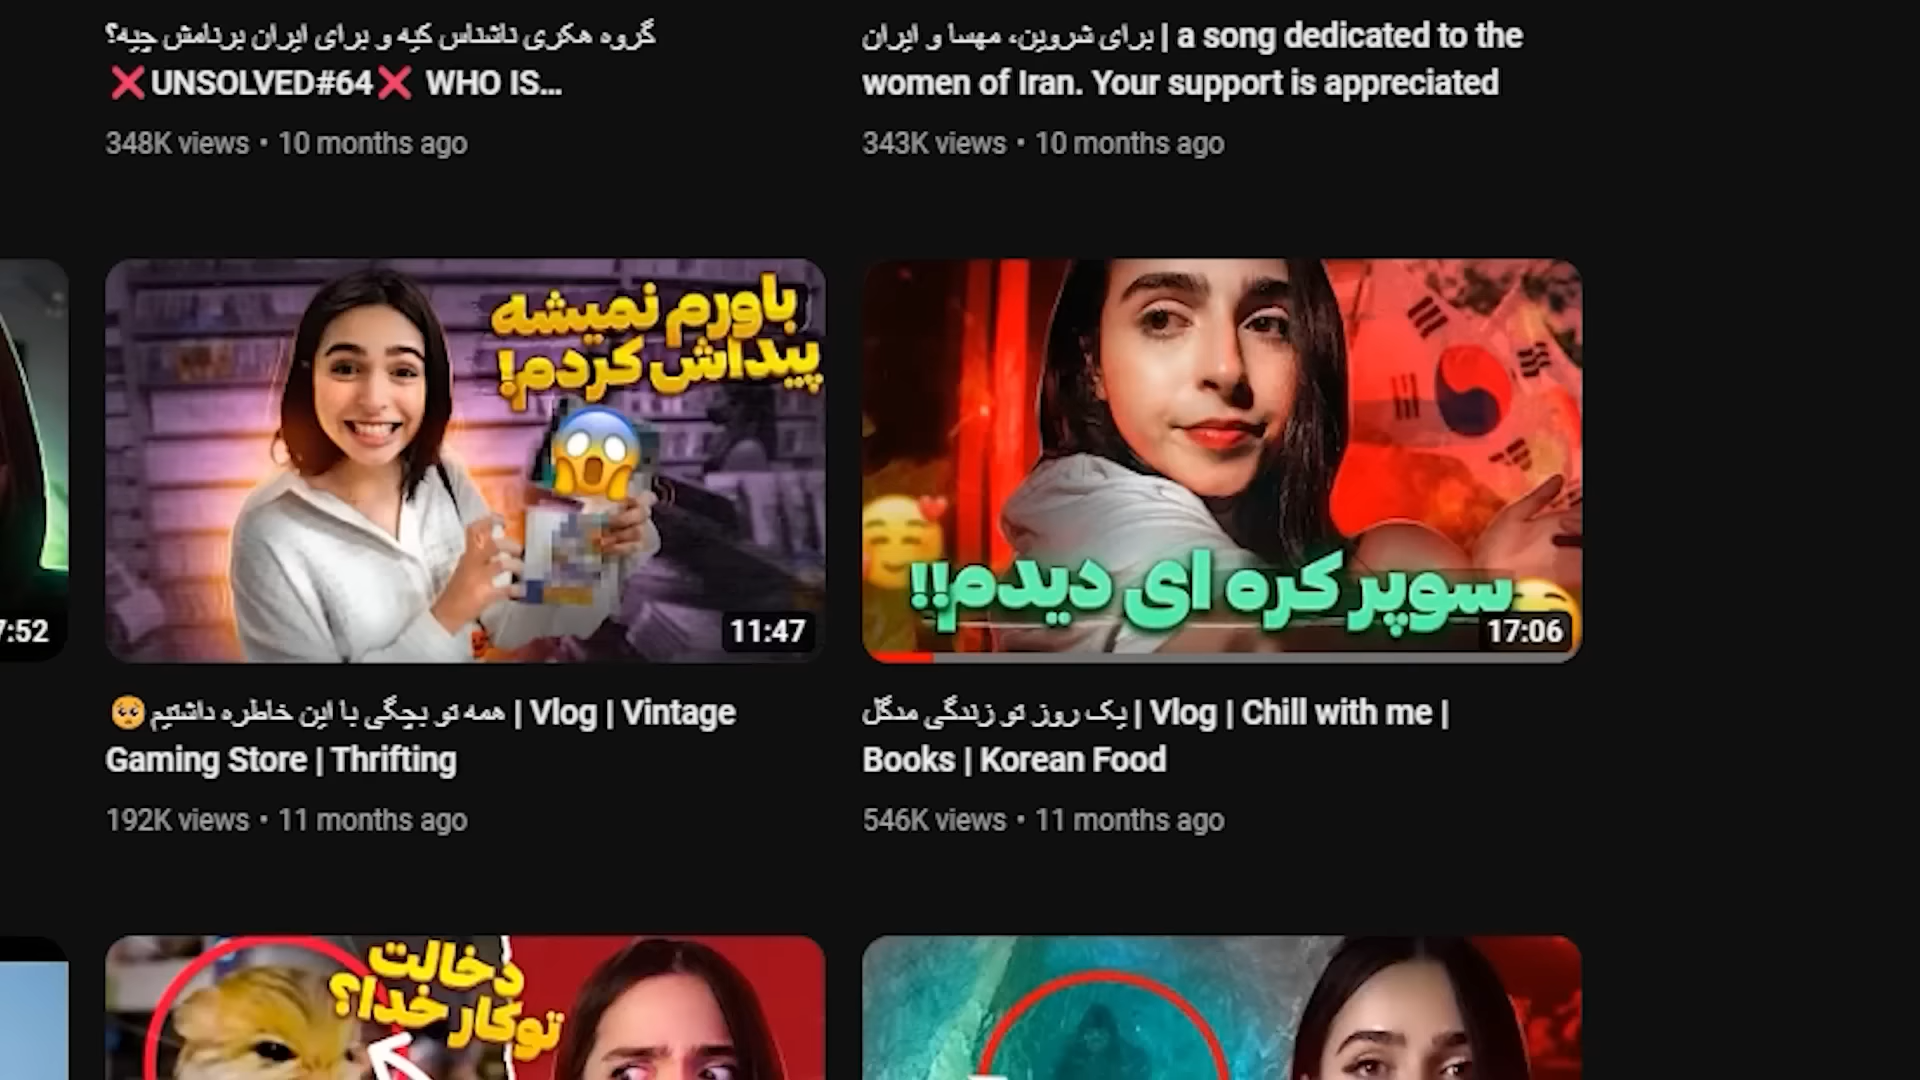 گروه هکری ناشناس کیه و برای ایران برنامش چیه؟
❌UNSOLVED#64❌ WHO IS...
348K views • 10 months ago
برای شروین، مهسا و ایران | a song dedicated to the
women of Iran. Your support is appreciated
343K views • 10 months ago
7:52
باورم نمیشه
پیداش کردم!
11:47
همه تو بچگی با این خاطره داشتیم🥺 | Vlog | Vintage
Gaming Store | Thrifting
192K views • 11 months ago
سوپر کره ای دیدم!!
17:06
یک روز تو زندگی مدگل | Vlog | Chill with me |
Books | Korean Food
546K views • 11 months ago
دخالت
توکار خدا؟